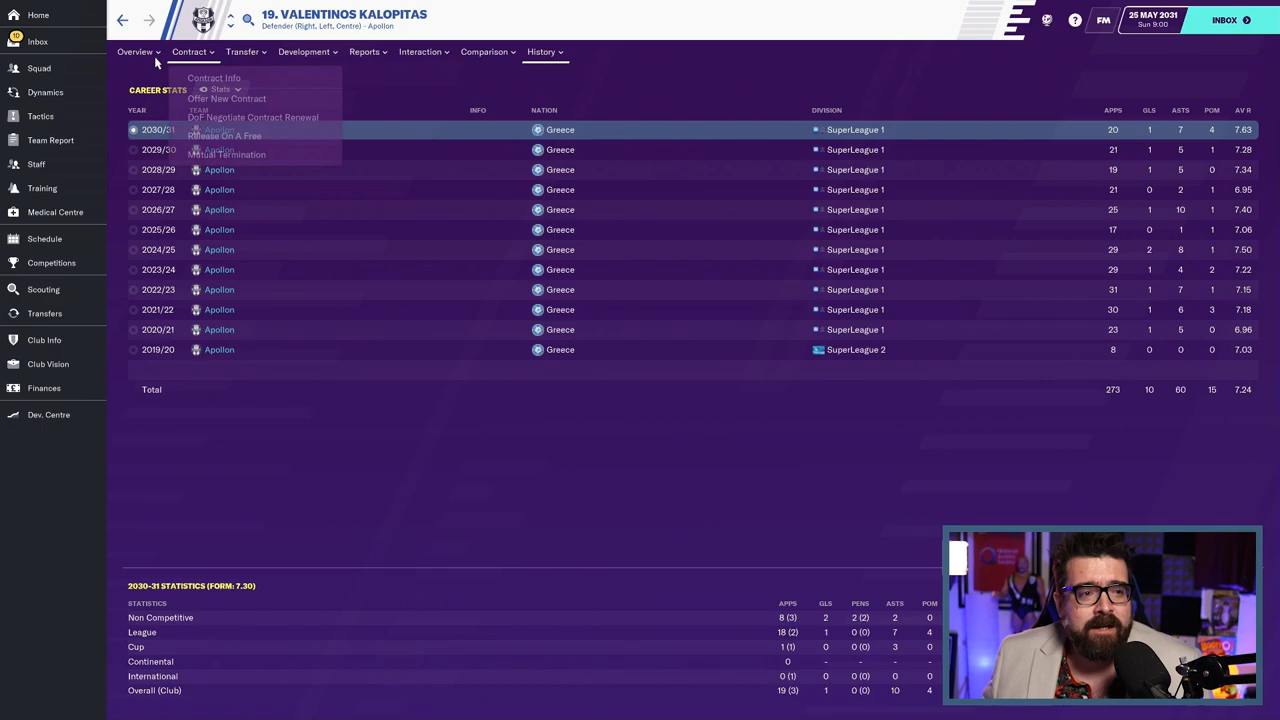 Home
19. VALENTINOS KALOPITAS
Defender (Right, Left, Centre) - Apollon
FM
25 MAY 2031
Sun 9:00
INBOX
10
Inbox
Squad
Dynamics
Tactics
Team Report
Staff
Training
Medical Centre
Schedule
Competitions
Scouting
Transfers
Club Info
Club Vision
Finances
Dev. Centre
Overview Contract Transfer Development Reports Interaction Comparison History
Contract Info
Offer New Contract
DoF Negotiate Contract Renewal
Release On A Free
Mutual Termination
CAREER STATS Stats
YEAR TEAM INFO NATION DIVISION APPS GLS ASTS POM AV R
2030/31 Apollon Greece SuperLeague 1 20 1 7 4 7.63
2029/30 Apollon Greece SuperLeague 1 21 1 5 1 7.28
2028/29 Apollon Greece SuperLeague 1 19 1 5 0 7.34
2027/28 Apollon Greece SuperLeague 1 21 0 2 1 6.95
2026/27 Apollon Greece SuperLeague 1 25 1 10 1 7.40
2025/26 Apollon Greece SuperLeague 1 17 0 1 1 7.06
2024/25 Apollon Greece SuperLeague 1 29 2 8 1 7.50
2023/24 Apollon Greece SuperLeague 1 29 1 4 2 7.22
2022/23 Apollon Greece SuperLeague 1 31 1 7 1 7.15
2021/22 Apollon Greece SuperLeague 1 30 1 6 3 7.18
2020/21 Apollon Greece SuperLeague 1 23 1 5 0 6.96
2019/20 Apollon Greece SuperLeague 2 8 0 0 0 7.03
Total 273 10 60 15 7.24
2030-31 STATISTICS (FORM: 7.30)
STATISTICS APPS GLS PENS ASTS POM
Non Competitive 8 (3) 2 2 (2) 2 0
League 18 (2) 1 0 (0) 7 4
Cup 1 (1) 0 0 (0) 3 0
Continental 0 - - - -
International 0 (1) 0 0 (0) 0 0
Overall (Club) 19 (3) 1 0 (0) 10 4